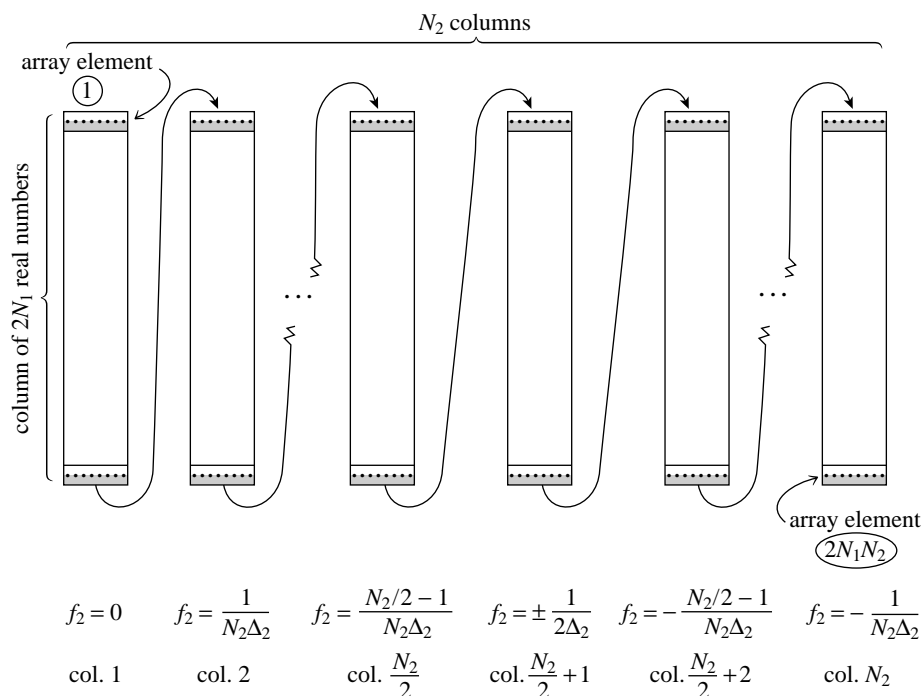 N₂ columns
array element
1
column of 2N₁ real numbers
...
...
array element
2N₁N₂
f₂ = 0
f₂ = 1/(N₂Δ₂)
f₂ = (N₂/2 − 1)/(N₂Δ₂)
f₂ = ± 1/(2Δ₂)
f₂ = − (N₂/2 − 1)/(N₂Δ₂)
f₂ = − 1/(N₂Δ₂)
col. 1
col. 2
col. N₂/2
col. N₂/2 + 1
col. N₂/2 + 2
col. N₂